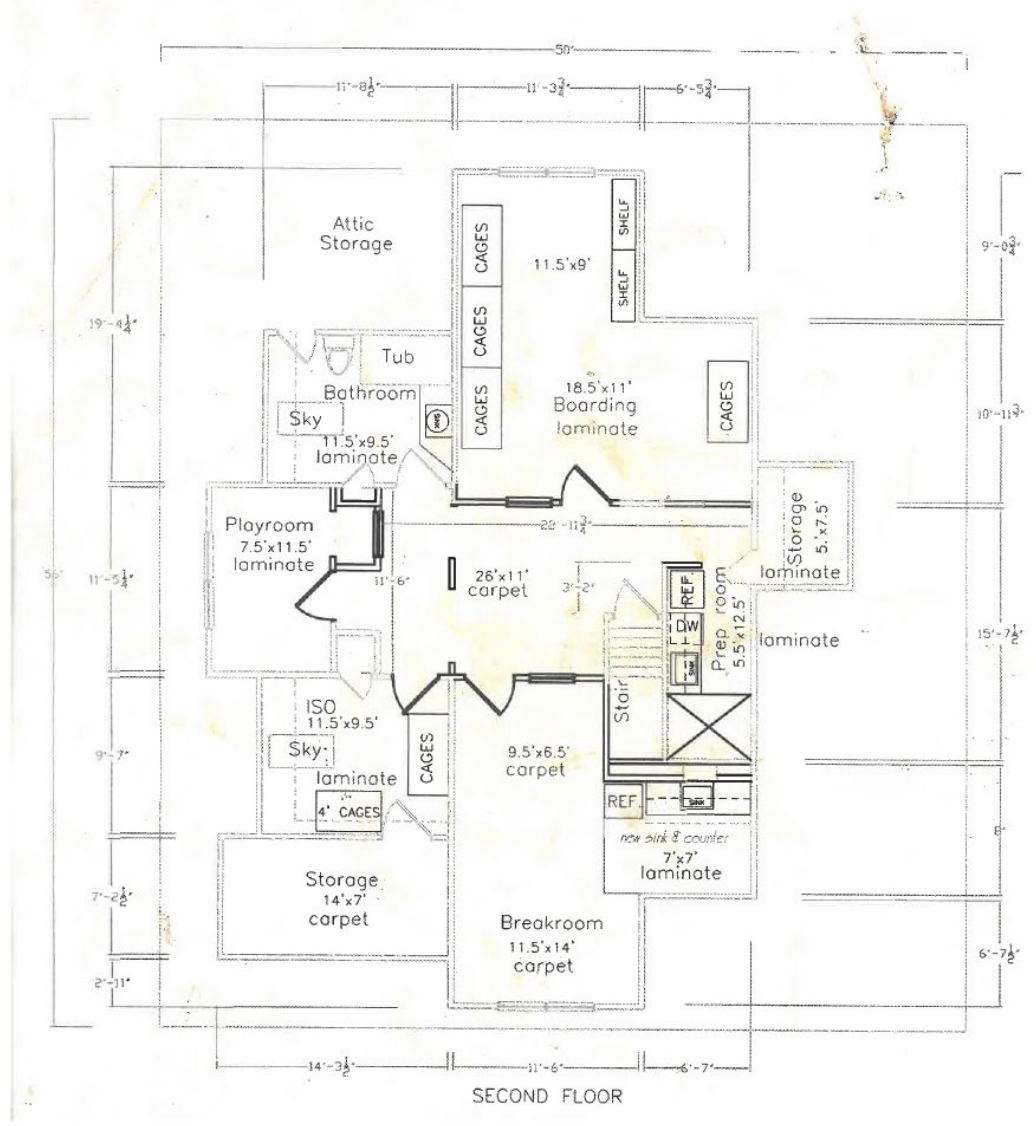 50'
11'-8½"
11'-3¾"
6'-5¾"
Attic
Storage
CAGES
CAGES
CAGES
SHELF
SHELF
11.5'x9'
9'-0¾"
19'-4¼"
Tub
Bathroom
Sky
11.5'x9.5'
laminate
18.5'x11'
Boarding
laminate
CAGES
10'-11¾"
22'-11¾"
Playroom
7.5'x11.5'
laminate
11'-6"
26'x11'
carpet
3'-2"
REF.
DW
SINK
Prep room
5.5'x12.5'
Storage
5.'x7.5'
laminate
laminate
56'
11'-5¼"
15'-7½"
Stair
ISO
11.5'x9.5'
Sky
laminate
CAGES
4' CAGES
9'-7"
9.5'x6.5'
carpet
REF.
SINK
new sink & counter
7'x7'
laminate
8'
Storage
14'x7'
carpet
7'-2½"
Breakroom
11.5'x14'
carpet
6'-7½"
2'-11"
14'-3½"
11'-6"
6'-7"
SECOND FLOOR